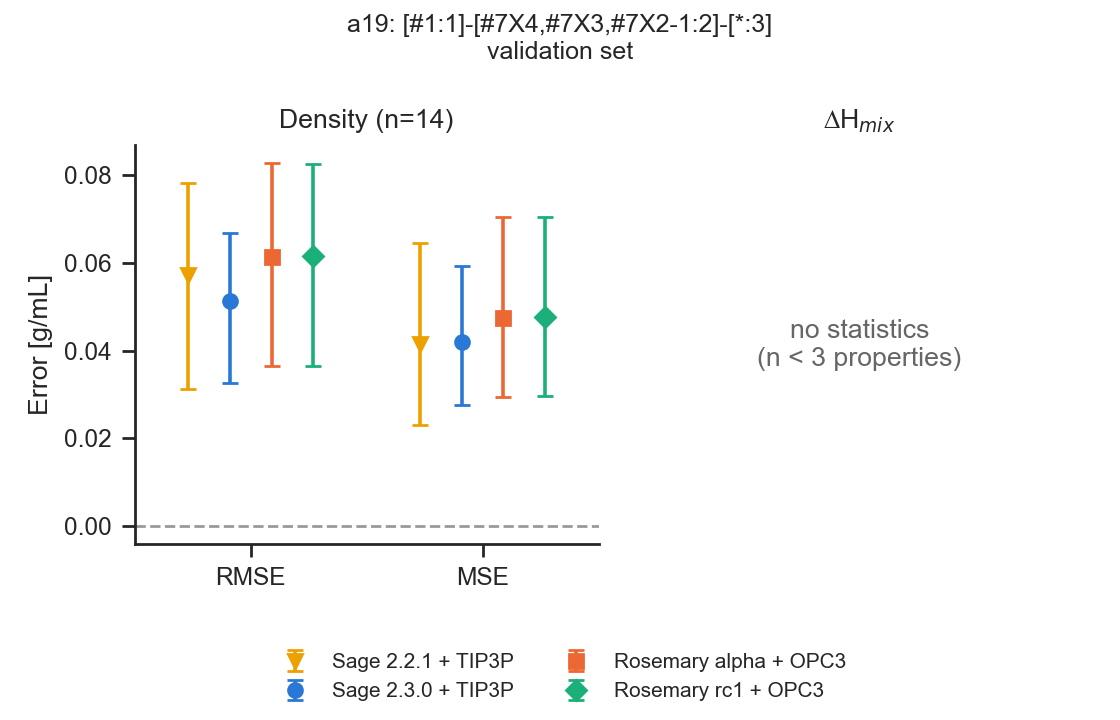 a19: [#1:1]-[#7X4,#7X3,#7X2-1:2]-[*:3]
validation set
Density (n=14)
ΔHmix
0.08
0.06
0.04
0.02
0.00
Error [g/mL]
RMSE
MSE
no statistics
(n < 3 properties)
Sage 2.2.1 + TIP3P
Sage 2.3.0 + TIP3P
Rosemary alpha + OPC3
Rosemary rc1 + OPC3